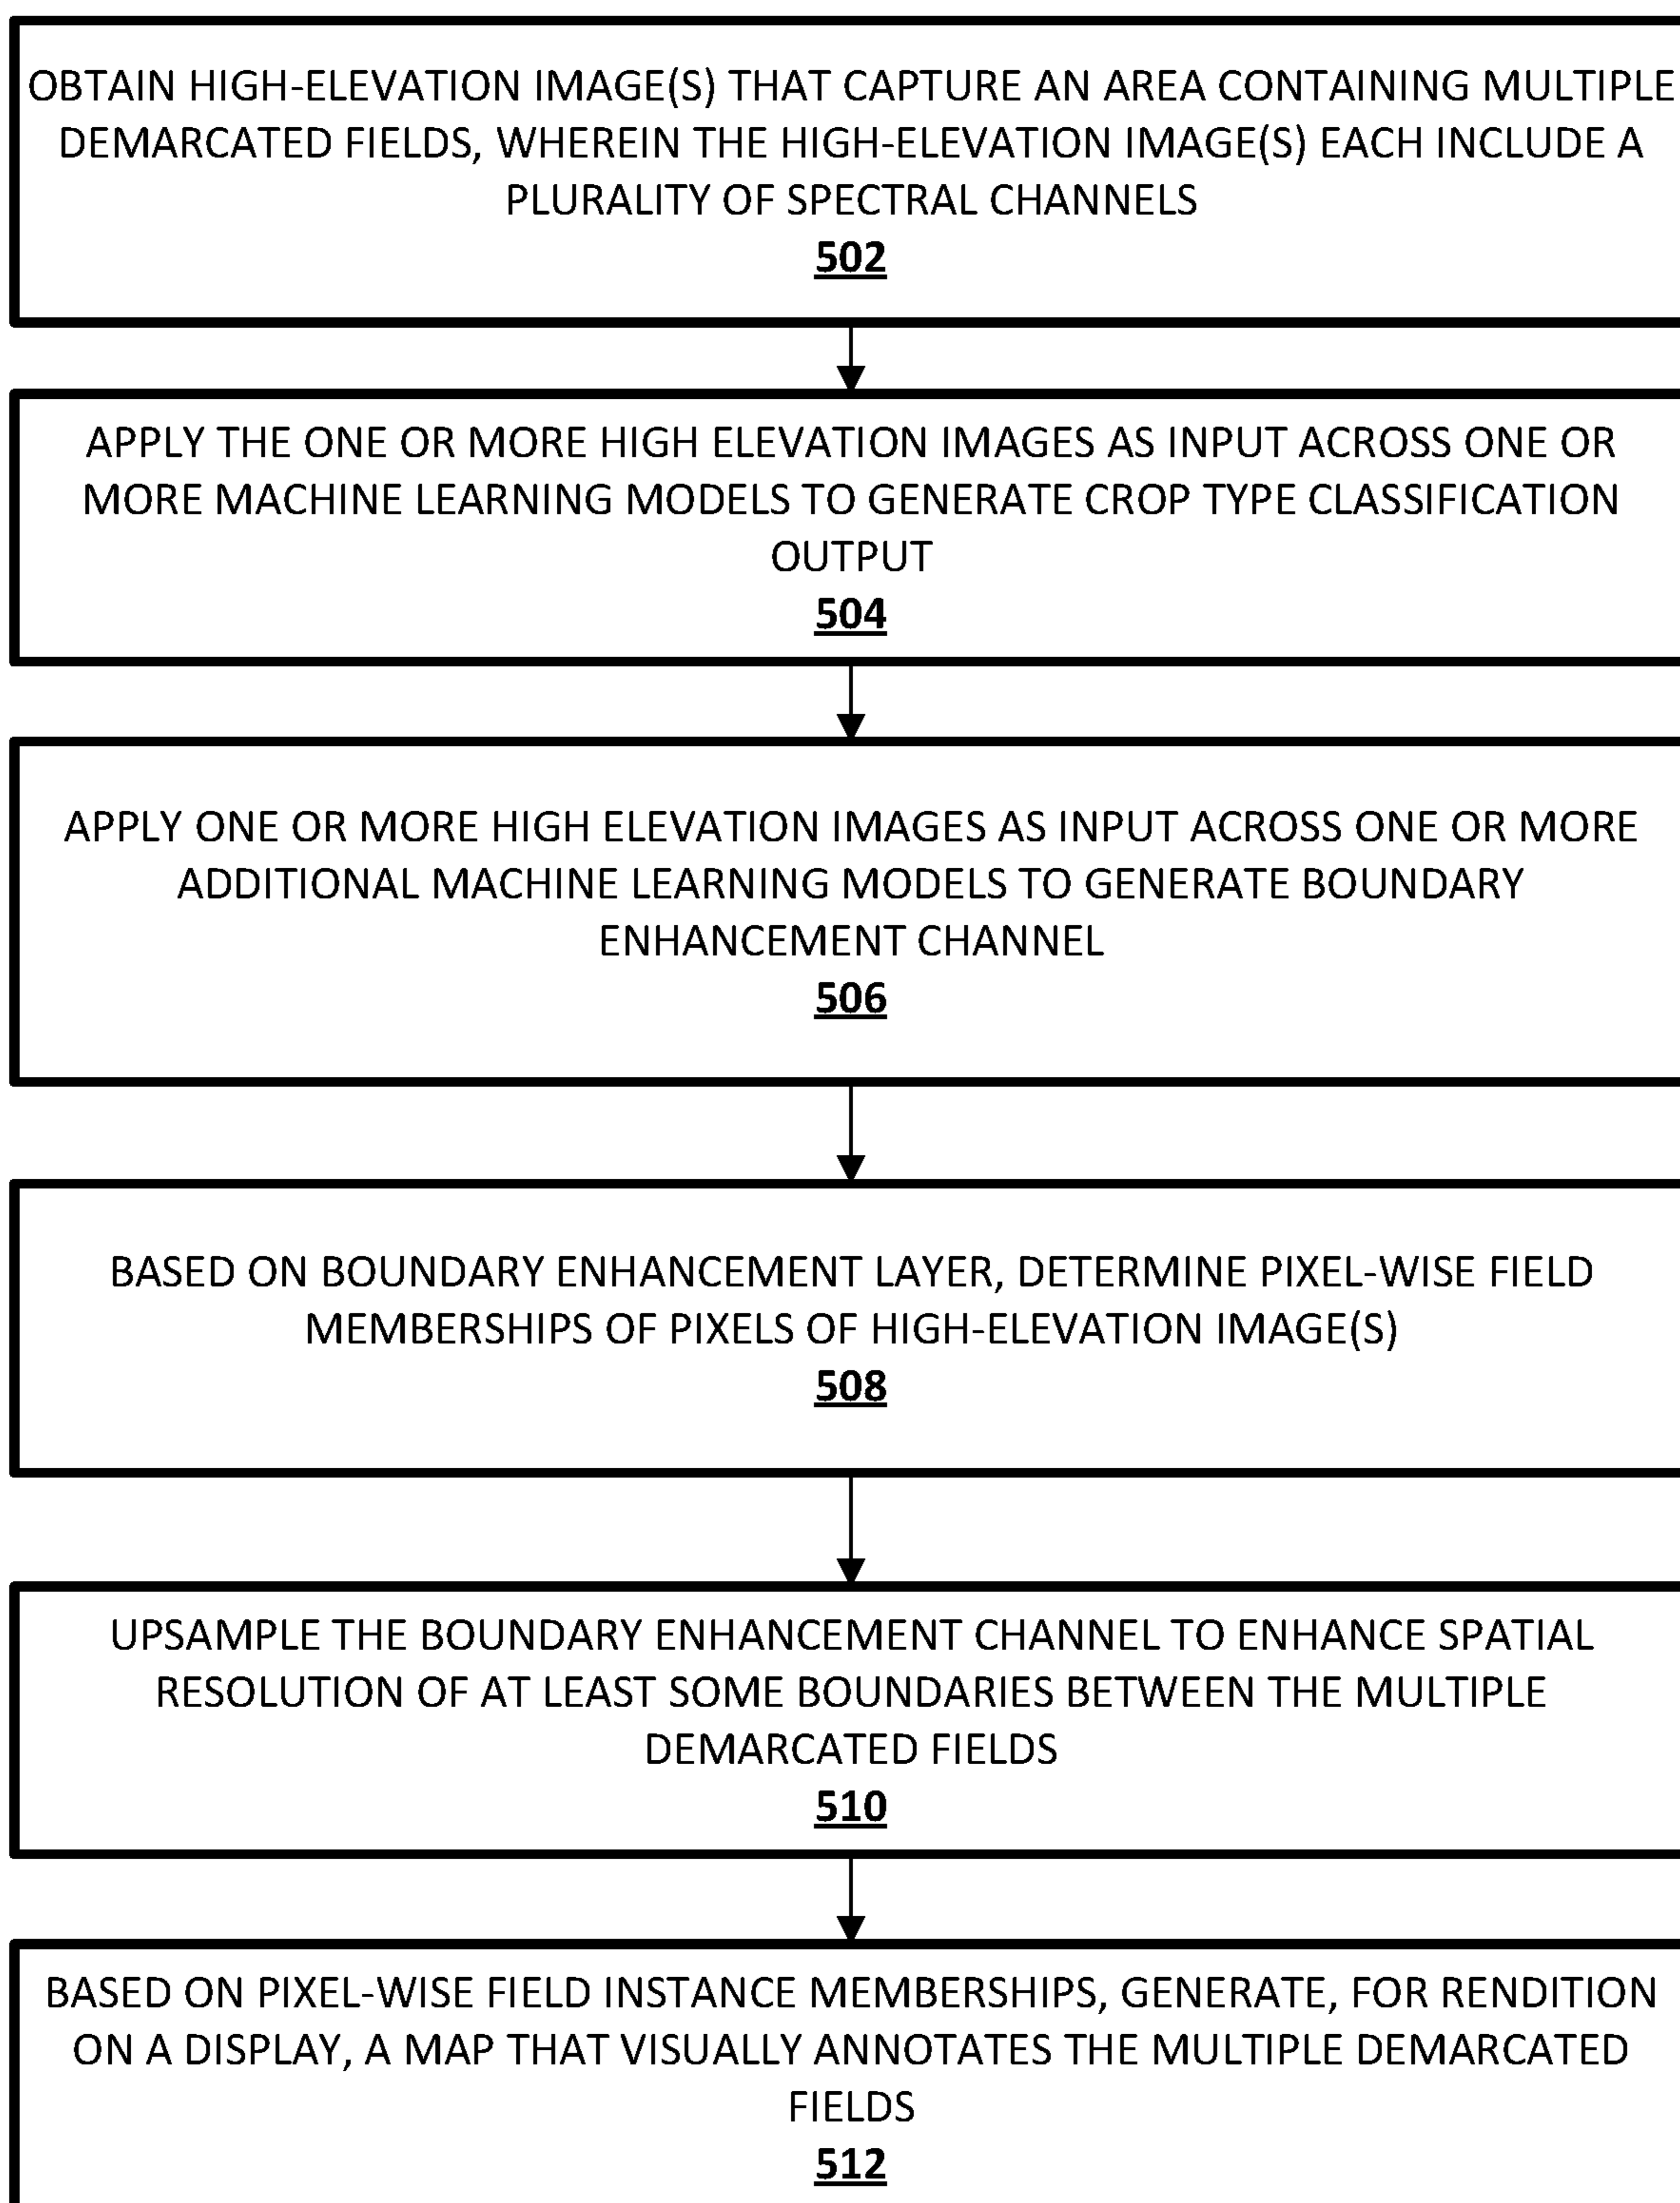 OBTAIN HIGH-ELEVATION IMAGE(S) THAT CAPTURE AN AREA CONTAINING MULTIPLE
DEMARCATED FIELDS, WHEREIN THE HIGH-ELEVATION IMAGE(S) EACH INCLUDE A
PLURALITY OF SPECTRAL CHANNELS
502
APPLY THE ONE OR MORE HIGH ELEVATION IMAGES AS INPUT ACROSS ONE OR
MORE MACHINE LEARNING MODELS TO GENERATE CROP TYPE CLASSIFICATION
OUTPUT
504
APPLY ONE OR MORE HIGH ELEVATION IMAGES AS INPUT ACROSS ONE OR MORE
ADDITIONAL MACHINE LEARNING MODELS TO GENERATE BOUNDARY
ENHANCEMENT CHANNEL
506
BASED ON BOUNDARY ENHANCEMENT LAYER, DETERMINE PIXEL-WISE FIELD
MEMBERSHIPS OF PIXELS OF HIGH-ELEVATION IMAGE(S)
508
UPSAMPLE THE BOUNDARY ENHANCEMENT CHANNEL TO ENHANCE SPATIAL
RESOLUTION OF AT LEAST SOME BOUNDARIES BETWEEN THE MULTIPLE
DEMARCATED FIELDS
510
BASED ON PIXEL-WISE FIELD INSTANCE MEMBERSHIPS, GENERATE, FOR RENDITION
ON A DISPLAY, A MAP THAT VISUALLY ANNOTATES THE MULTIPLE DEMARCATED
FIELDS
512